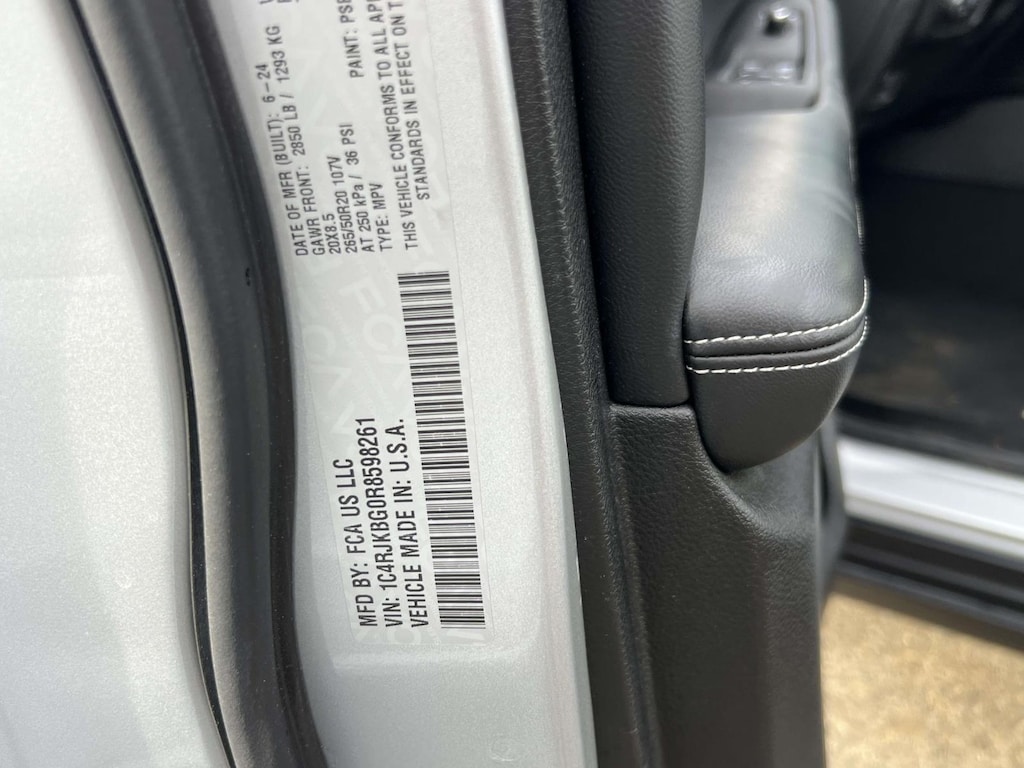 MFD BY: FCA US LLC
VIN: 1C4RJKBG0R8598261
VEHICLE MADE IN: U.S.A.
DATE OF MFR (BUILT): 6-24
GAWR FRONT: 2850 LB / 1293 KG
20X8.5
265/50R20 107V
AT 250 kPa / 36 PSI PAINT:
TYPE: MPV
THIS VEHICLE CONFORMS TO ALL
STANDARDS IN EFFECT ON